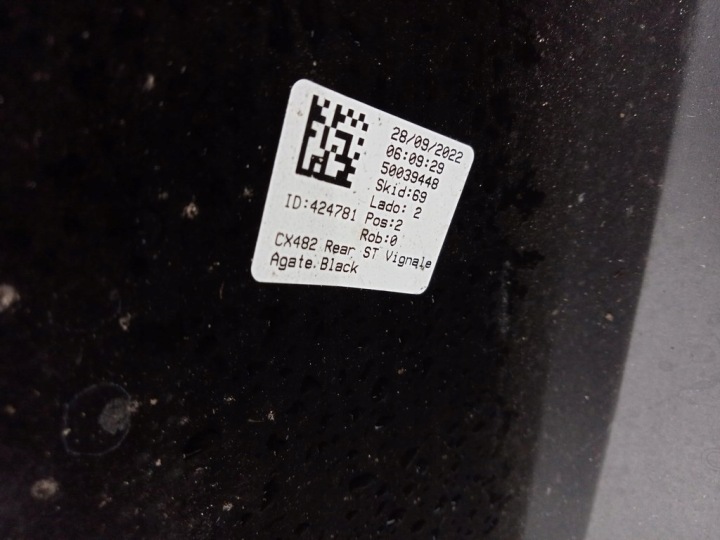 28/09/2022
06:09:29
50039448
Skid:69
Lado: 2
ID:424781 Pos:2
Rob:0
CX482 Rear ST Vignale
Agate Black